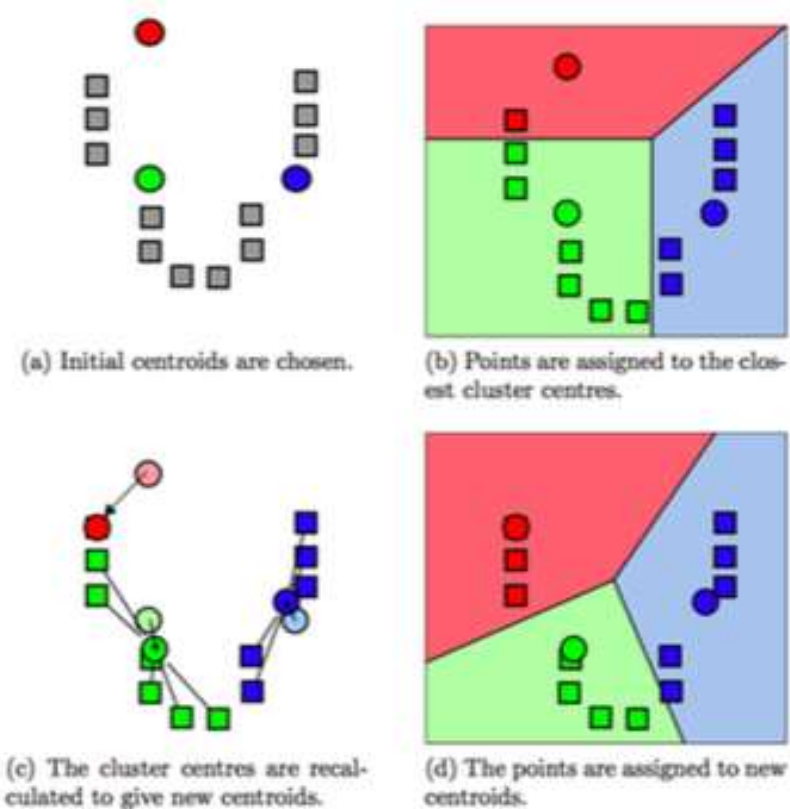 (a) Initial centroids are chosen.
(b) Points are assigned to the clos-
est cluster centres.
(c) The cluster centres are recal-
culated to give new centroids.
(d) The points are assigned to new
centroids.